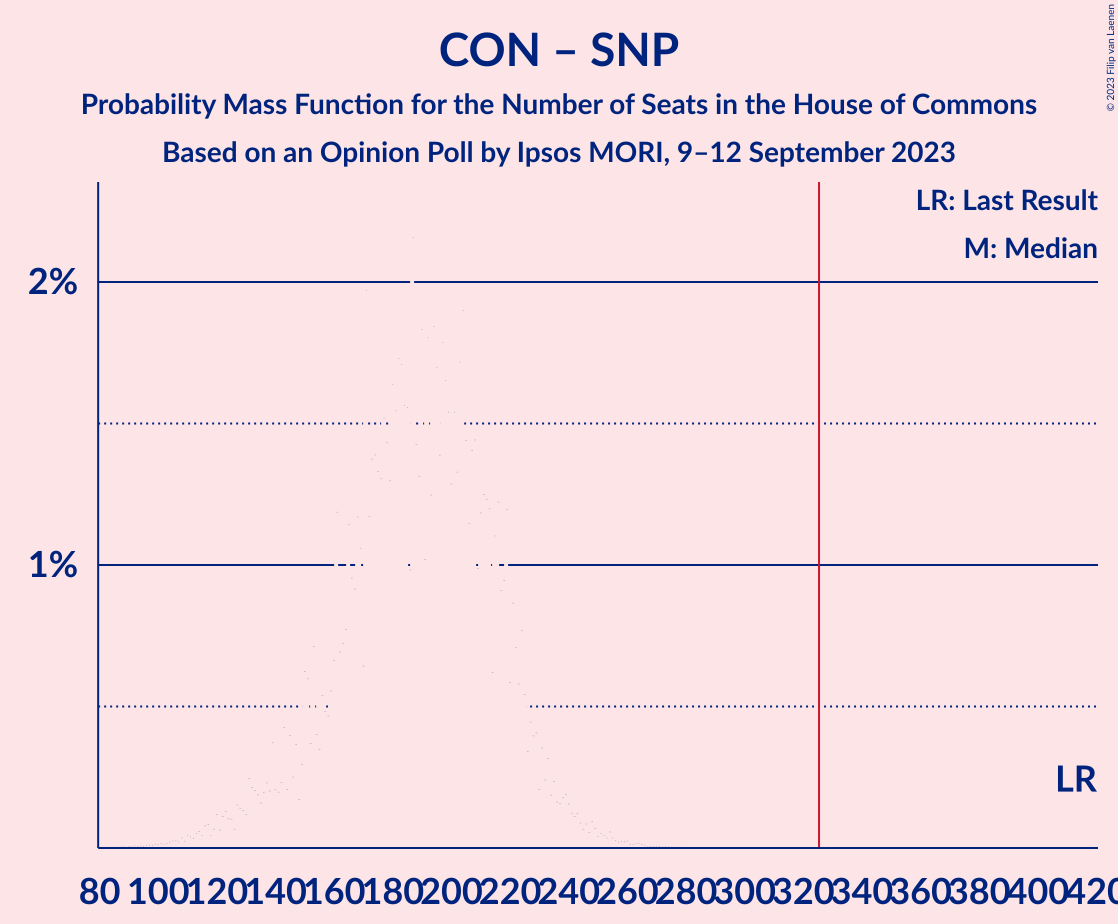 CON – SNP
Probability Mass Function for the Number of Seats in the House of Commons
Based on an Opinion Poll by Ipsos MORI, 9–12 September 2023
© 2023 Filip van Laenen
LR: Last Result
M: Median
2%
1%
LR
80 100 120 140 160 180 200 220 240 260 280 300 320 340 360 380 400 420